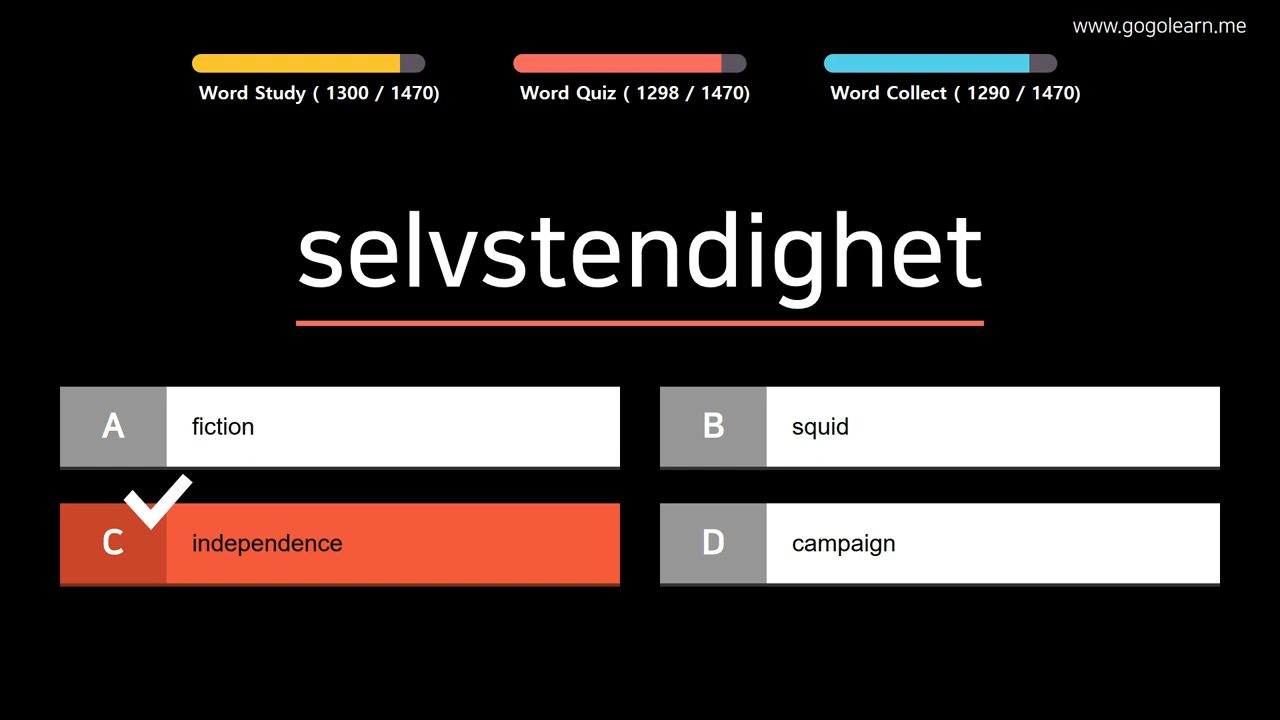 www.gogolearn.me
Word Study ( 1300 / 1470)
Word Quiz ( 1298 / 1470)
Word Collect ( 1290 / 1470)
selvstendighet
A fiction
B squid
C independence
D campaign